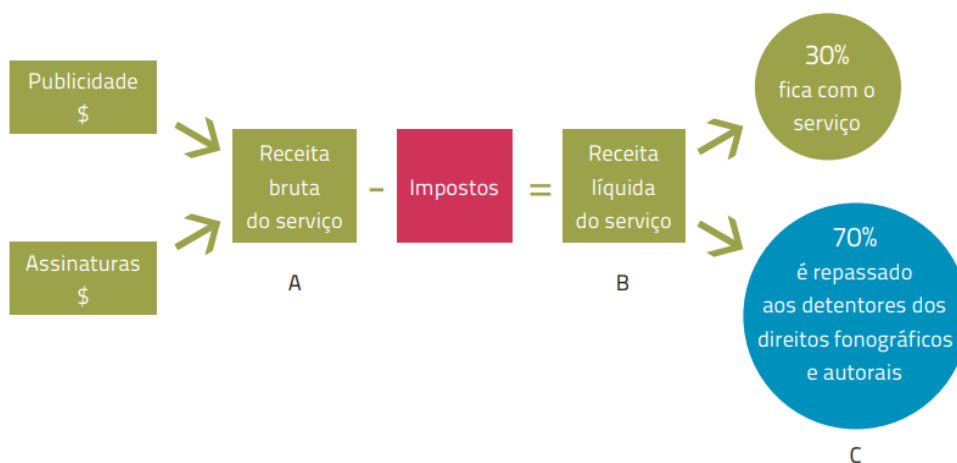 Publicidade
$
Assinaturas
$
Receita
bruta
do serviço
A
-
Impostos
=
Receita
líquida
do serviço
B
30%
fica com o
serviço
70%
é repassado
aos detentores dos
direitos fonográficos
e autorais
C